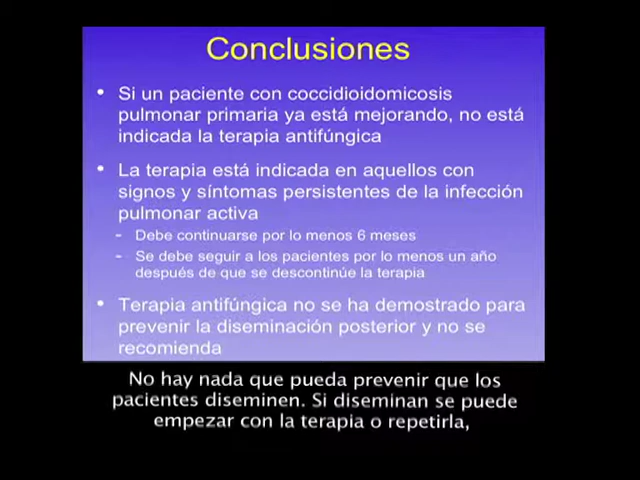 Conclusiones
• Si un paciente con coccidioidomicosis
pulmonar primaria ya está mejorando, no está
indicada la terapia antifúngica
• La terapia está indicada en aquellos con
signos y síntomas persistentes de la infección
pulmonar activa
- Debe continuarse por lo menos 6 meses
- Se debe seguir a los pacientes por lo menos un año
después de que se descontinúe la terapia
• Terapia antifúngica no se ha demostrado para
prevenir la diseminación posterior y no se
recomienda
No hay nada que pueda prevenir que los
pacientes diseminen. Si diseminan se puede
empezar con la terapia o repetirla,